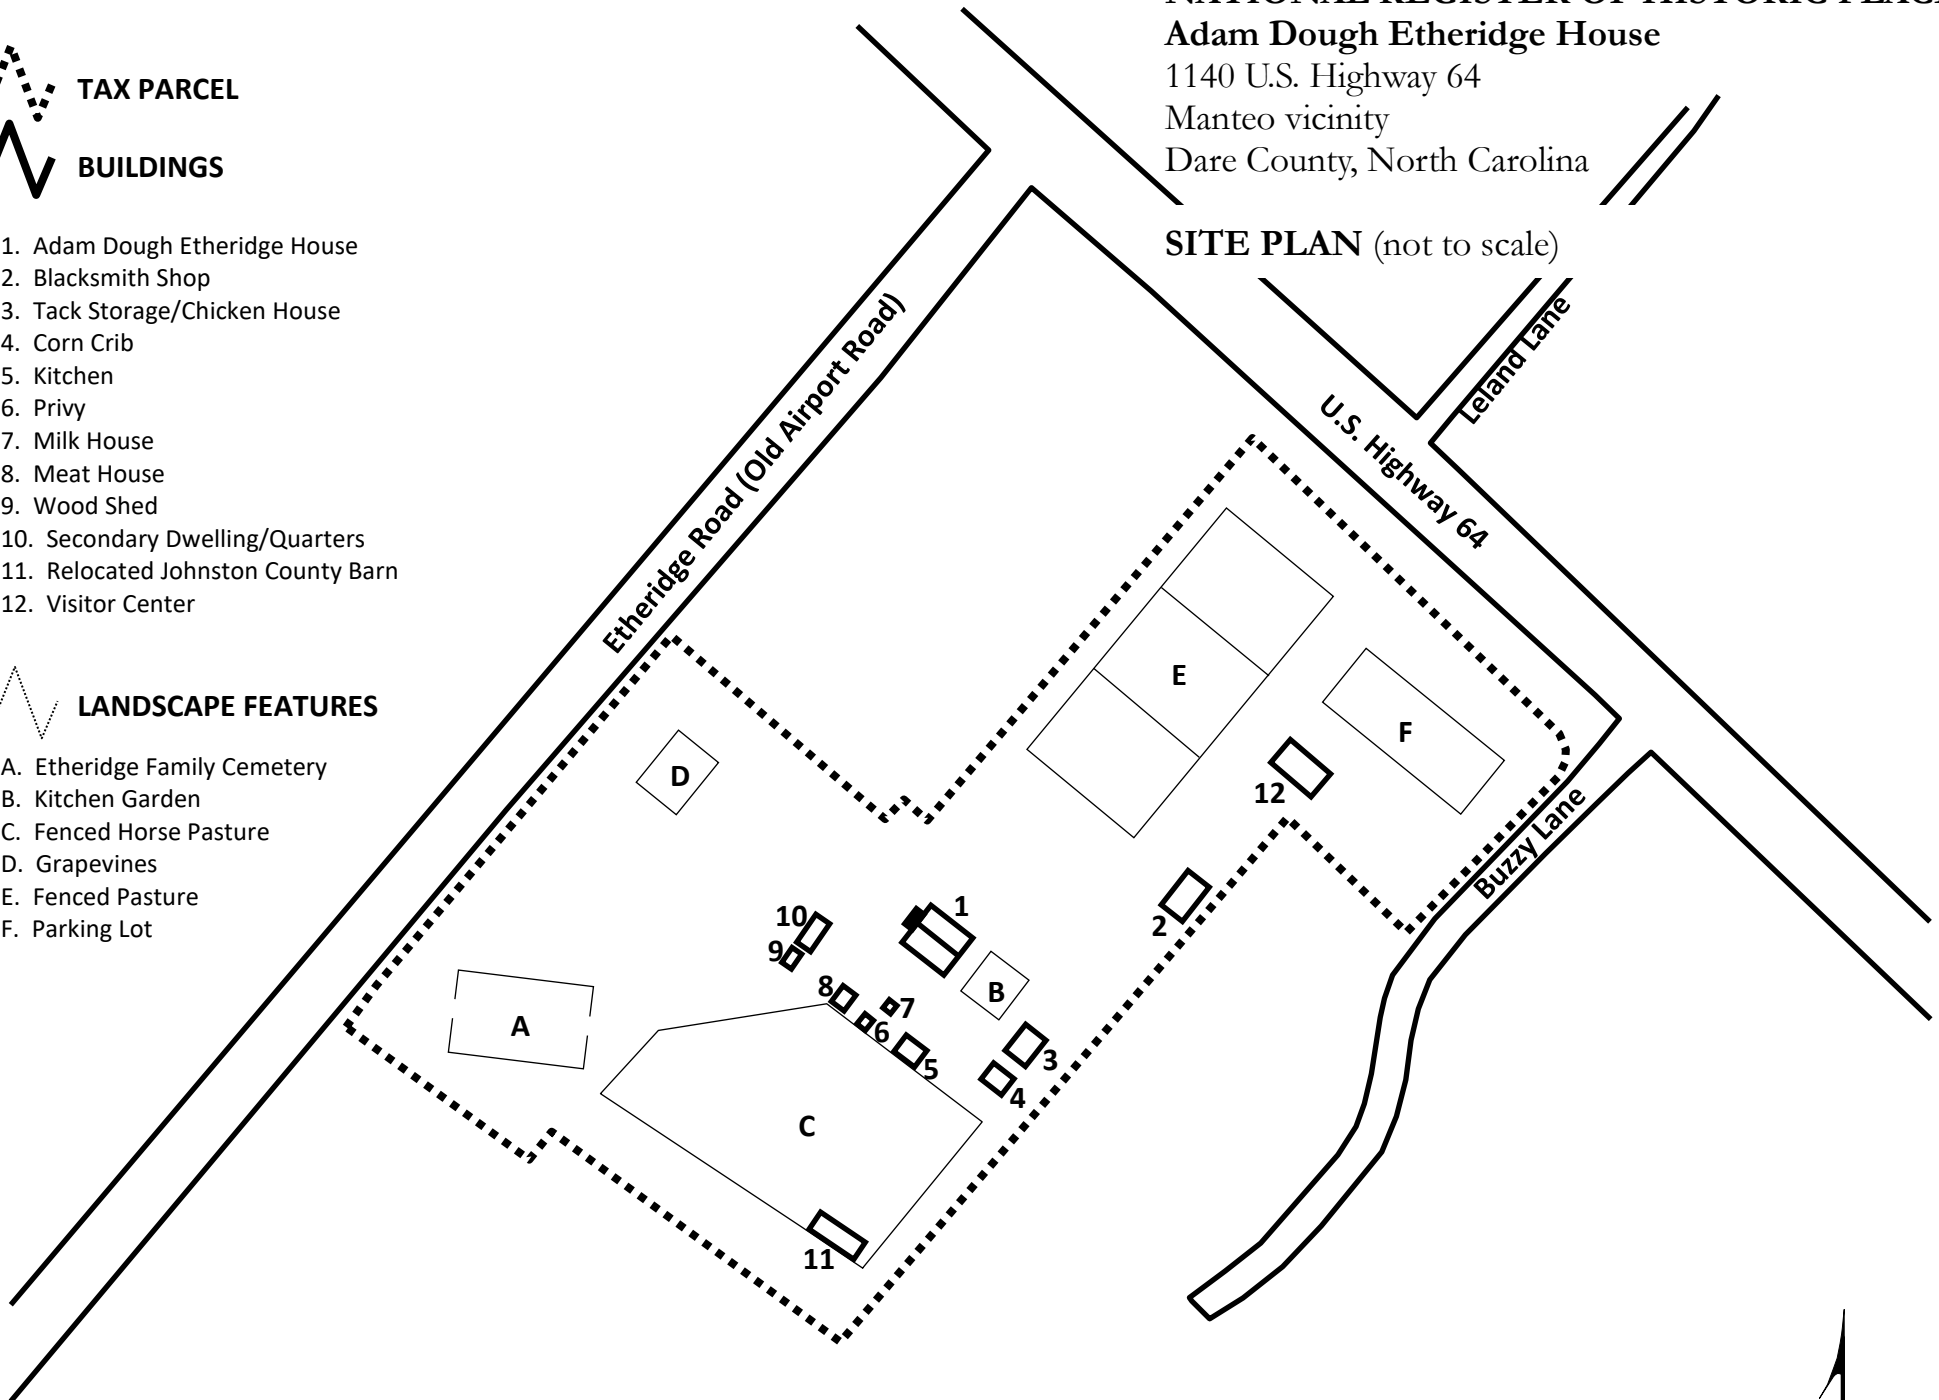 NATIONAL REGISTER OF HISTORIC PLACES
Adam Dough Etheridge House
1140 U.S. Highway 64
Manteo vicinity
Dare County, North Carolina
SITE PLAN (not to scale)
TAX PARCEL
BUILDINGS
1. Adam Dough Etheridge House
2. Blacksmith Shop
3. Tack Storage/Chicken House
4. Corn Crib
5. Kitchen
6. Privy
7. Milk House
8. Meat House
9. Wood Shed
10. Secondary Dwelling/Quarters
11. Relocated Johnston County Barn
12. Visitor Center
LANDSCAPE FEATURES
A. Etheridge Family Cemetery
B. Kitchen Garden
C. Fenced Horse Pasture
D. Grapevines
E. Fenced Pasture
F. Parking Lot
Etheridge Road (Old Airport Road)
U.S. Highway 64
Leland Lane
Buzzy Lane
E
F
D
12
1
2
10
9
8
7
6
5
B
3
4
A
C
11